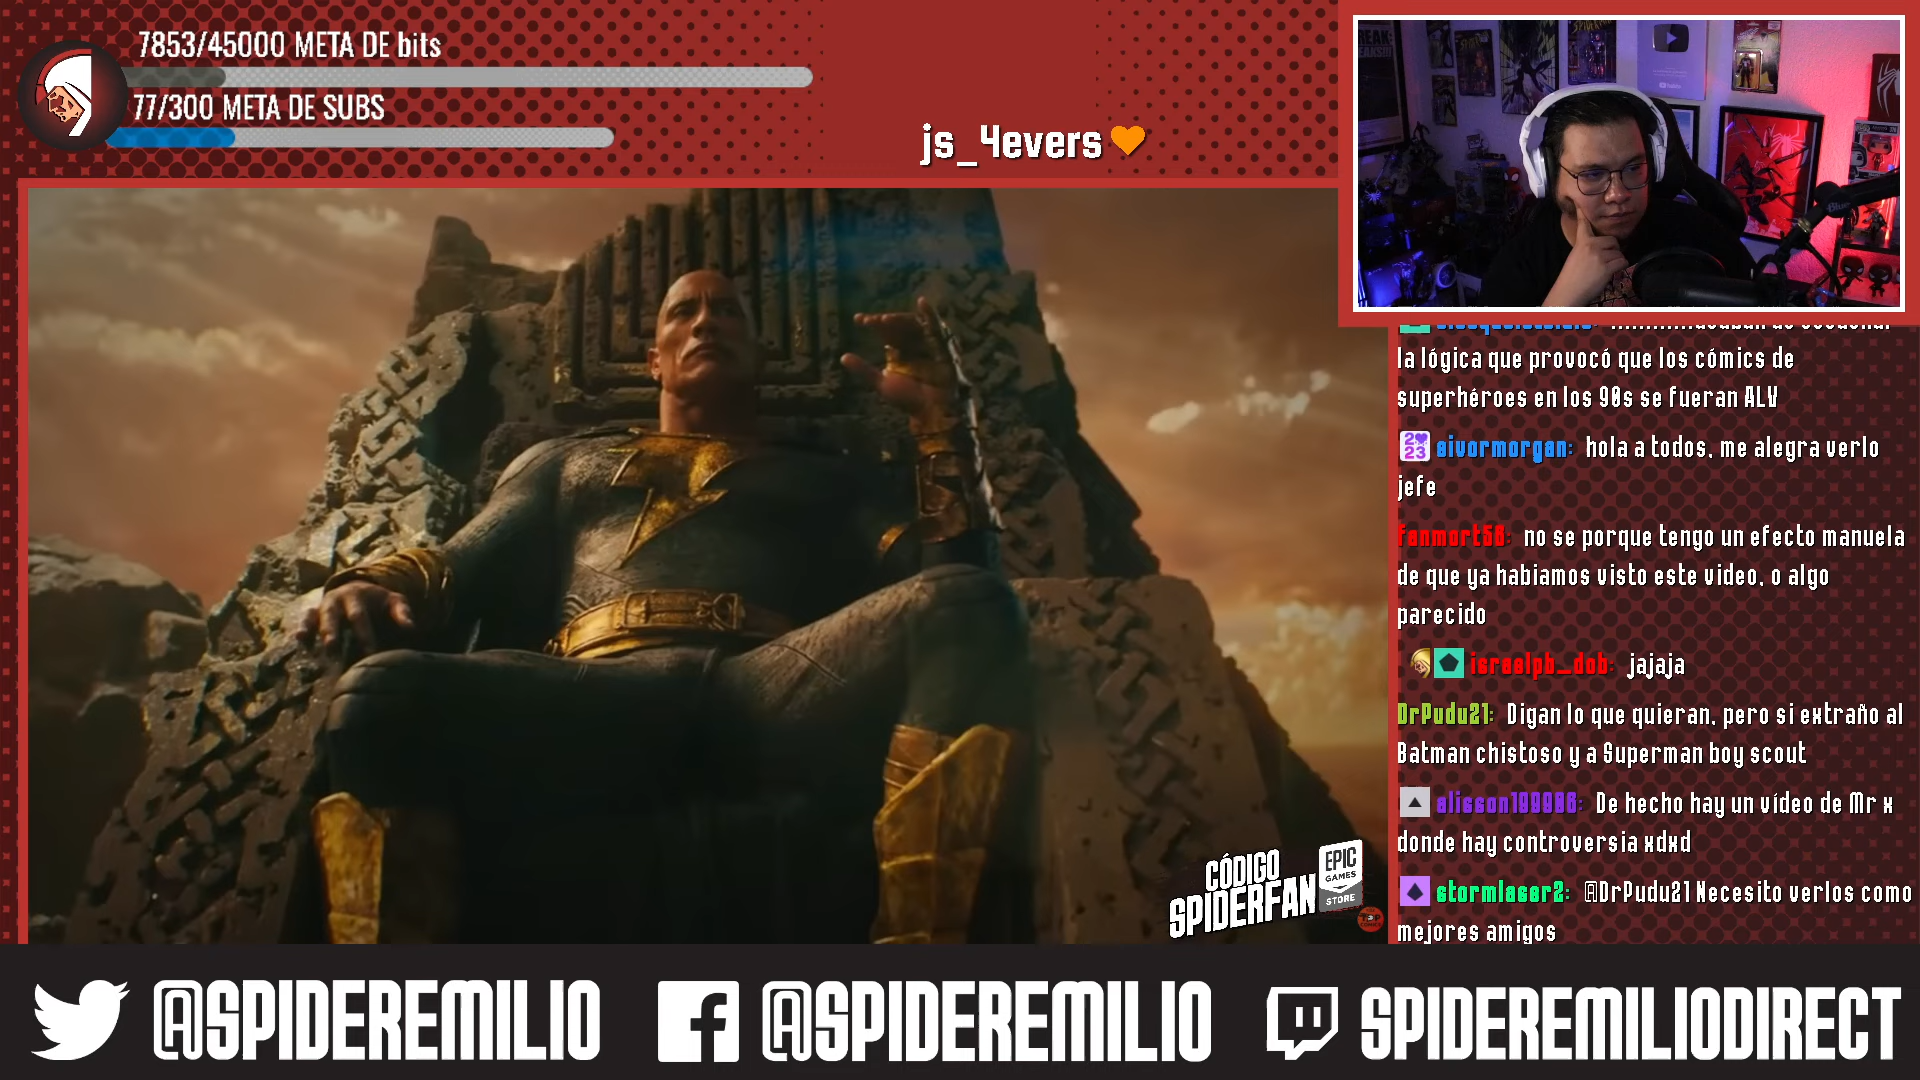 7853/45000 META DE bits
77/300 META DE SUBS
js_4evers
la lógica que provocó que los cómics de
superhéroes en los 90s se fueran ALV
aivormorgan: hola a todos, me alegra verlo
jefe
fanmort58: no se porque tengo un efecto manuela
de que ya habiamos visto este video, o algo
parecido
israelpb_dob: jajaja
DrPudu21: Digan lo que quieran, pero si extraño al
Batman chistoso y a Superman boy scout
alisson199906: De hecho hay un vídeo de Mr x
donde hay controversia xdxd
stormlaser2: @DrPudu21 Necesito verlos como
mejores amigos
CÓDIGO
SPIDERFAN
EPIC
GAMES
STORE
@SPIDEREMILIO
@SPIDEREMILIO
SPIDEREMILIODIRECT